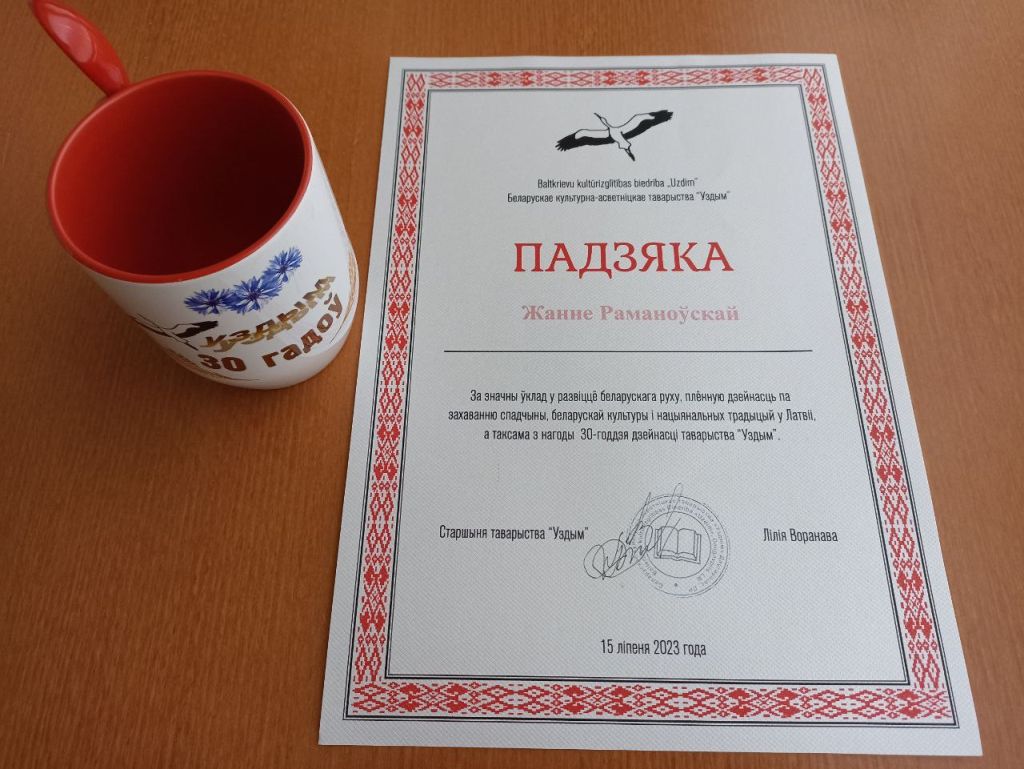 Уздым
30 гадоў
Baltkrievu kultūrizglītības biedrība „Uzdim”
Беларускае культурна-асветніцкае таварыства “Уздым”
ПАДЗЯКА
Жанне Раманоўскай
За значны ўклад у развіццё беларускага руху, плённую дзейнасць па
захаванню спадчыны, беларускай культуры і нацыянальных традыцый у Латвіі,
а таксама з нагоды 30-годдзя дзейнасці таварыства “Уздым”.
Старшыня таварыства “Уздым”
Лілія Воранава
15 ліпеня 2023 года